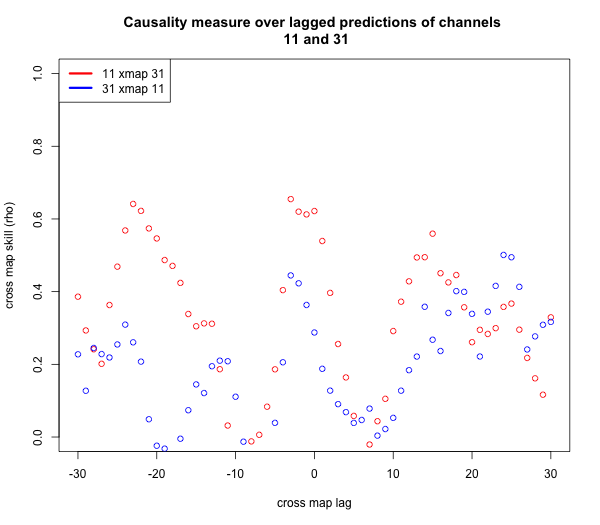 Causality measure over lagged predictions of channels
11 and 31
11 xmap 31
31 xmap 11
cross map skill (rho)
1.0
0.8
0.6
0.4
0.2
0.0
-30 -20 -10 0 10 20 30
cross map lag